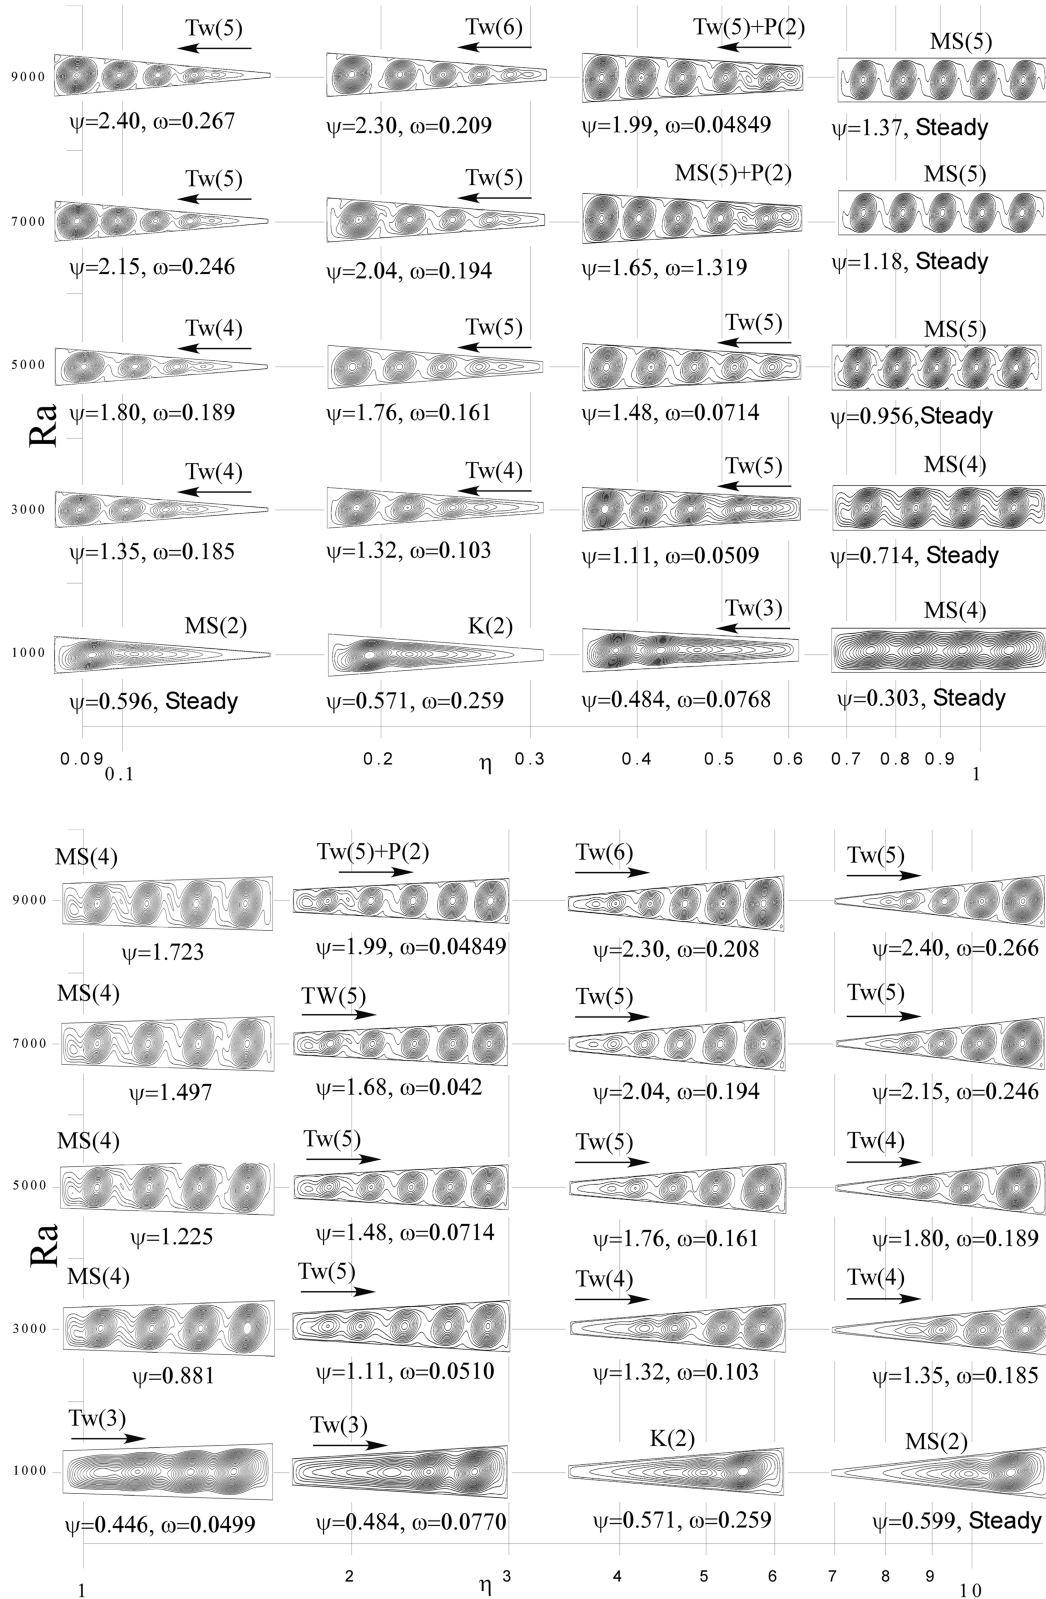 Tw(5) Tw(6) Tw(5)+P(2) MS(5)
9000
ψ=2.40, ω=0.267 ψ=2.30, ω=0.209 ψ=1.99, ω=0.04849 ψ=1.37, Steady
Tw(5) Tw(5) MS(5)+P(2) MS(5)
7000
ψ=2.15, ω=0.246 ψ=2.04, ω=0.194 ψ=1.65, ω=1.319 ψ=1.18, Steady
Tw(4) Tw(5) Tw(5) MS(5)
5000
ψ=1.80, ω=0.189 ψ=1.76, ω=0.161 ψ=1.48, ω=0.0714 ψ=0.956,Steady
Ra
Tw(4) Tw(4) Tw(5) MS(4)
3000
ψ=1.35, ω=0.185 ψ=1.32, ω=0.103 ψ=1.11, ω=0.0509 ψ=0.714, Steady
MS(2) K(2) Tw(3) MS(4)
1000
ψ=0.596, Steady ψ=0.571, ω=0.259 ψ=0.484, ω=0.0768 ψ=0.303, Steady
0.09 0.1 0.2 η 0.3 0.4 0.5 0.6 0.7 0.8 0.9 1
MS(4) Tw(5)+P(2) Tw(6) Tw(5)
9000
ψ=1.723 ψ=1.99, ω=0.04849 ψ=2.30, ω=0.208 ψ=2.40, ω=0.266
MS(4) TW(5) Tw(5) Tw(5)
7000
ψ=1.497 ψ=1.68, ω=0.042 ψ=2.04, ω=0.194 ψ=2.15, ω=0.246
MS(4) Tw(5) Tw(5) Tw(4)
5000
ψ=1.225 ψ=1.48, ω=0.0714 ψ=1.76, ω=0.161 ψ=1.80, ω=0.189
Ra
MS(4) Tw(5) Tw(4) Tw(4)
3000
ψ=0.881 ψ=1.11, ω=0.0510 ψ=1.32, ω=0.103 ψ=1.35, ω=0.185
Tw(3) Tw(3) K(2) MS(2)
1000
ψ=0.446, ω=0.0499 ψ=0.484, ω=0.0770 ψ=0.571, ω=0.259 ψ=0.599, Steady
1 2 η 3 4 5 6 7 8 9 10